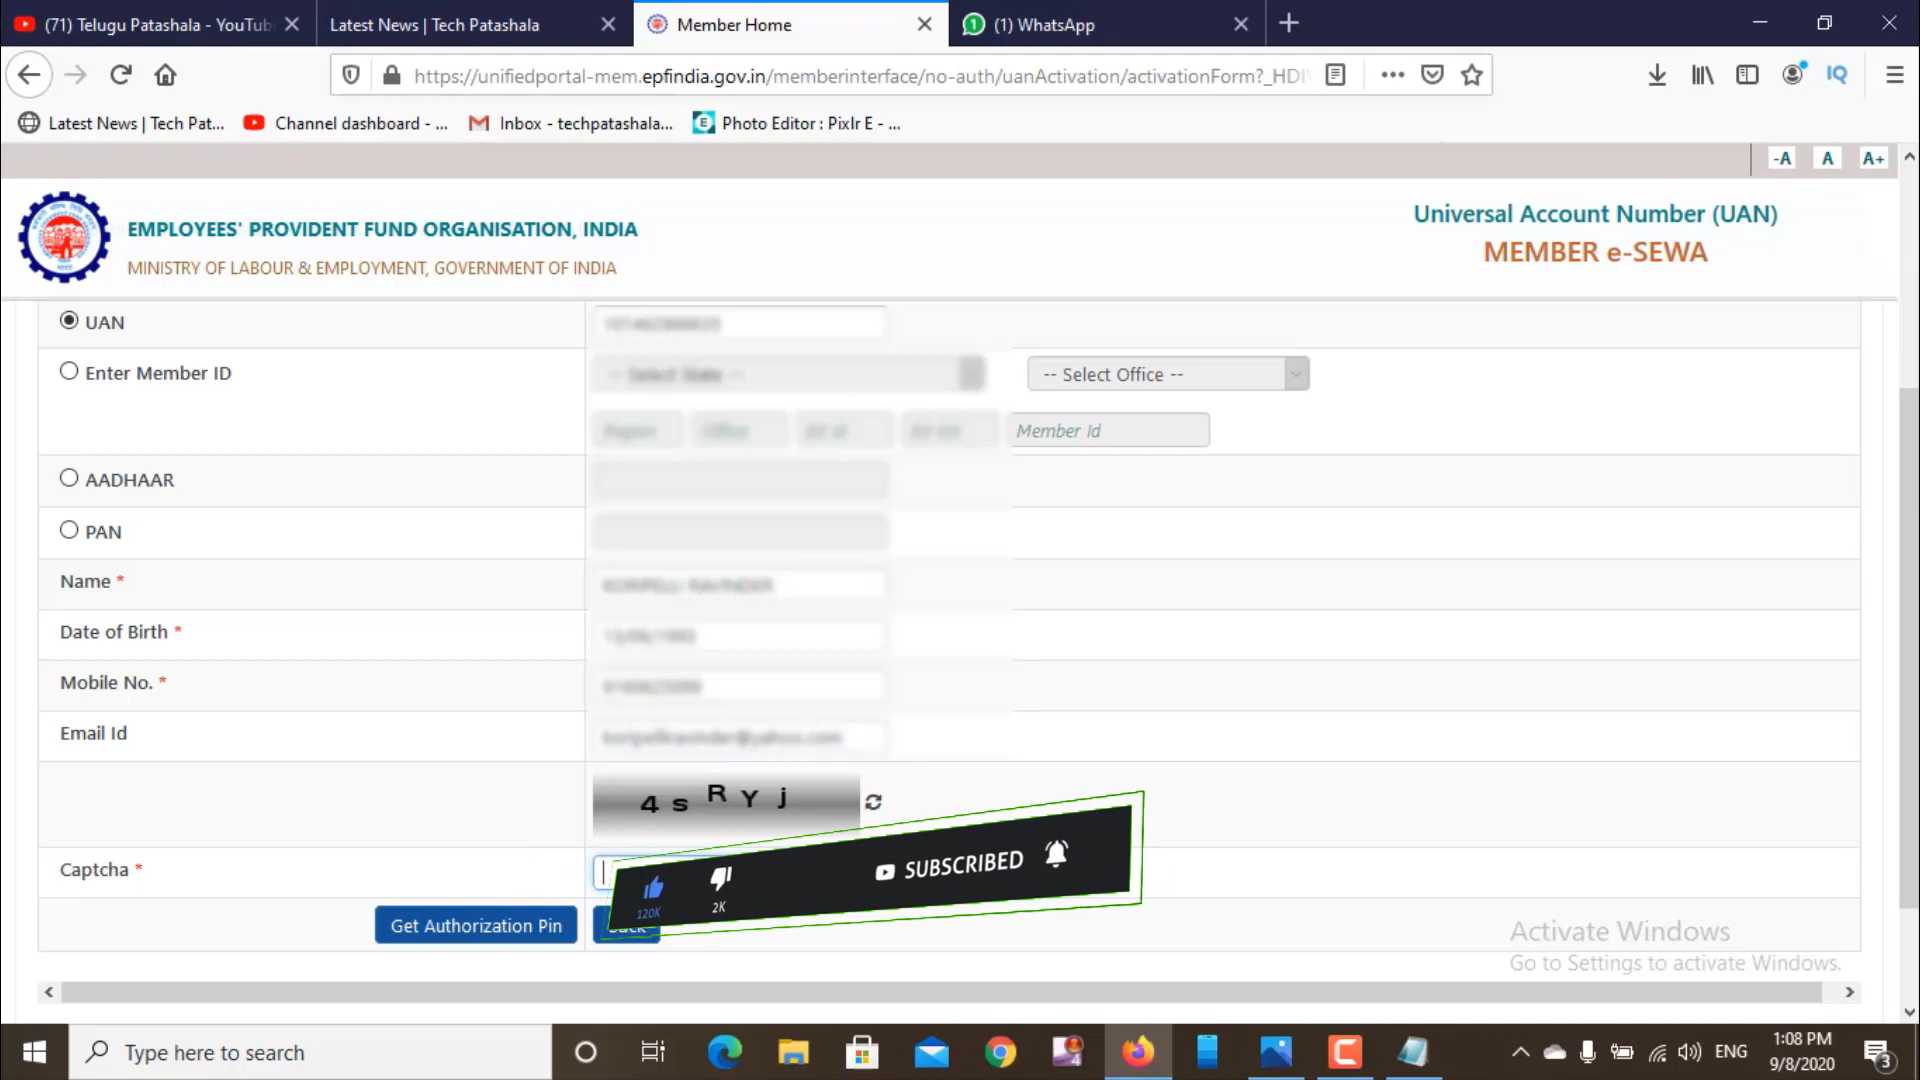 (71) Telugu Patashala - YouTub
Latest News | Tech Patashala
Member Home
(1) WhatsApp
https://unifiedportal-mem.epfindia.gov.in/memberinterface/no-auth/uanActivation/activationForm?_HDI
IQ
Latest News | Tech Pat...
Channel dashboard - ...
Inbox - techpatashala...
Photo Editor : Pixlr E - ...
-A A A+
EMPLOYEES' PROVIDENT FUND ORGANISATION, INDIA
MINISTRY OF LABOUR & EMPLOYMENT, GOVERNMENT OF INDIA
Universal Account Number (UAN)
MEMBER e-SEWA
UAN
Enter Member ID
-- Select Office --
Member Id
AADHAAR
PAN
Name *
Date of Birth *
Mobile No. *
Email Id
4 s R Y j
Captcha *
120K
2K
SUBSCRIBED
Get Authorization Pin
Activate Windows
Go to Settings to activate Windows.
Type here to search
ENG
1:08 PM
9/8/2020
3